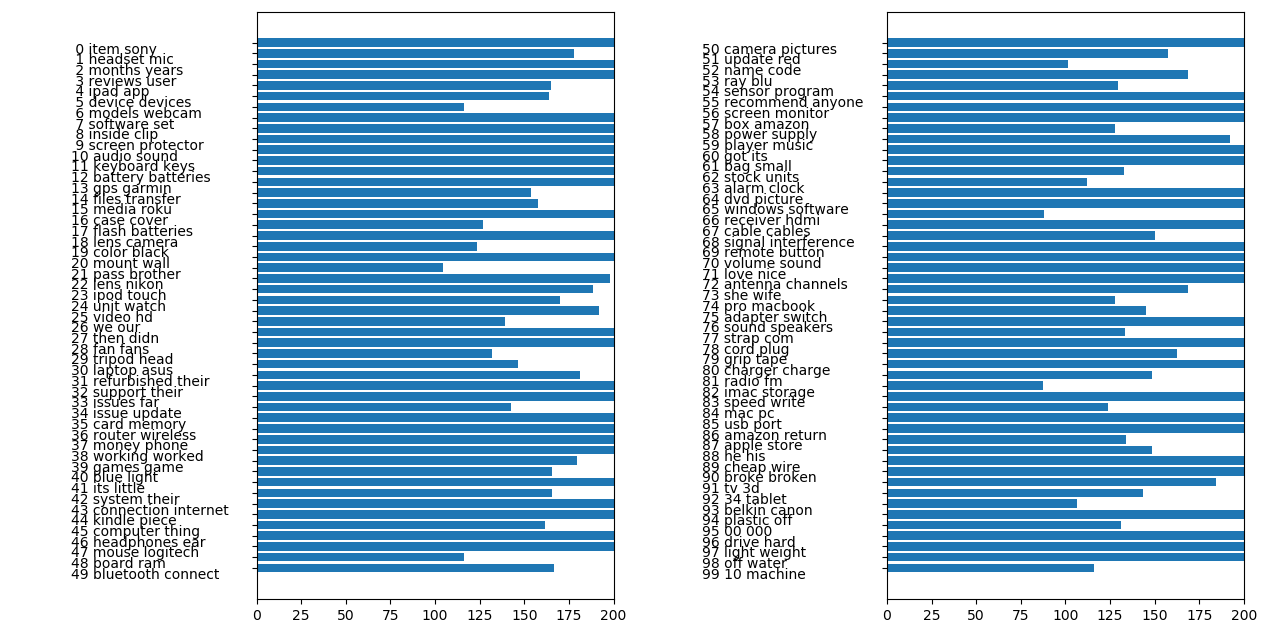 0 item sony
1 headset mic
2 months years
3 reviews user
4 ipad app
5 device devices
6 models webcam
7 software set
8 inside clip
9 screen protector
10 audio sound
11 keyboard keys
12 battery batteries
13 gps garmin
14 files transfer
15 media roku
16 case cover
17 flash batteries
18 lens camera
19 color black
20 mount wall
21 pass brother
22 lens nikon
23 ipod touch
24 unit watch
25 video hd
26 we our
27 then didn
28 fan fans
29 tripod head
30 laptop asus
31 refurbished their
32 support their
33 issues far
34 issue update
35 card memory
36 router wireless
37 money phone
38 working worked
39 games game
40 blue light
41 its little
42 system their
43 connection internet
44 kindle piece
45 computer thing
46 headphones ear
47 mouse logitech
48 board ram
49 bluetooth connect
0 25 50 75 100 125 150 175 200
50 camera pictures
51 update red
52 name code
53 ray blu
54 sensor program
55 recommend anyone
56 screen monitor
57 box amazon
58 power supply
59 player music
60 got its
61 bag small
62 stock units
63 alarm clock
64 dvd picture
65 windows software
66 receiver hdmi
67 cable cables
68 signal interference
69 remote button
70 volume sound
71 love nice
72 antenna channels
73 she wife
74 pro macbook
75 adapter switch
76 sound speakers
77 strap com
78 cord plug
79 grip tape
80 charger charge
81 radio fm
82 imac storage
83 speed write
84 mac pc
85 usb port
86 amazon return
87 apple store
88 he his
89 cheap wire
90 broke broken
91 tv 3d
92 34 tablet
93 belkin canon
94 plastic off
95 00 000
96 drive hard
97 light weight
98 off water
99 10 machine
0 25 50 75 100 125 150 175 200